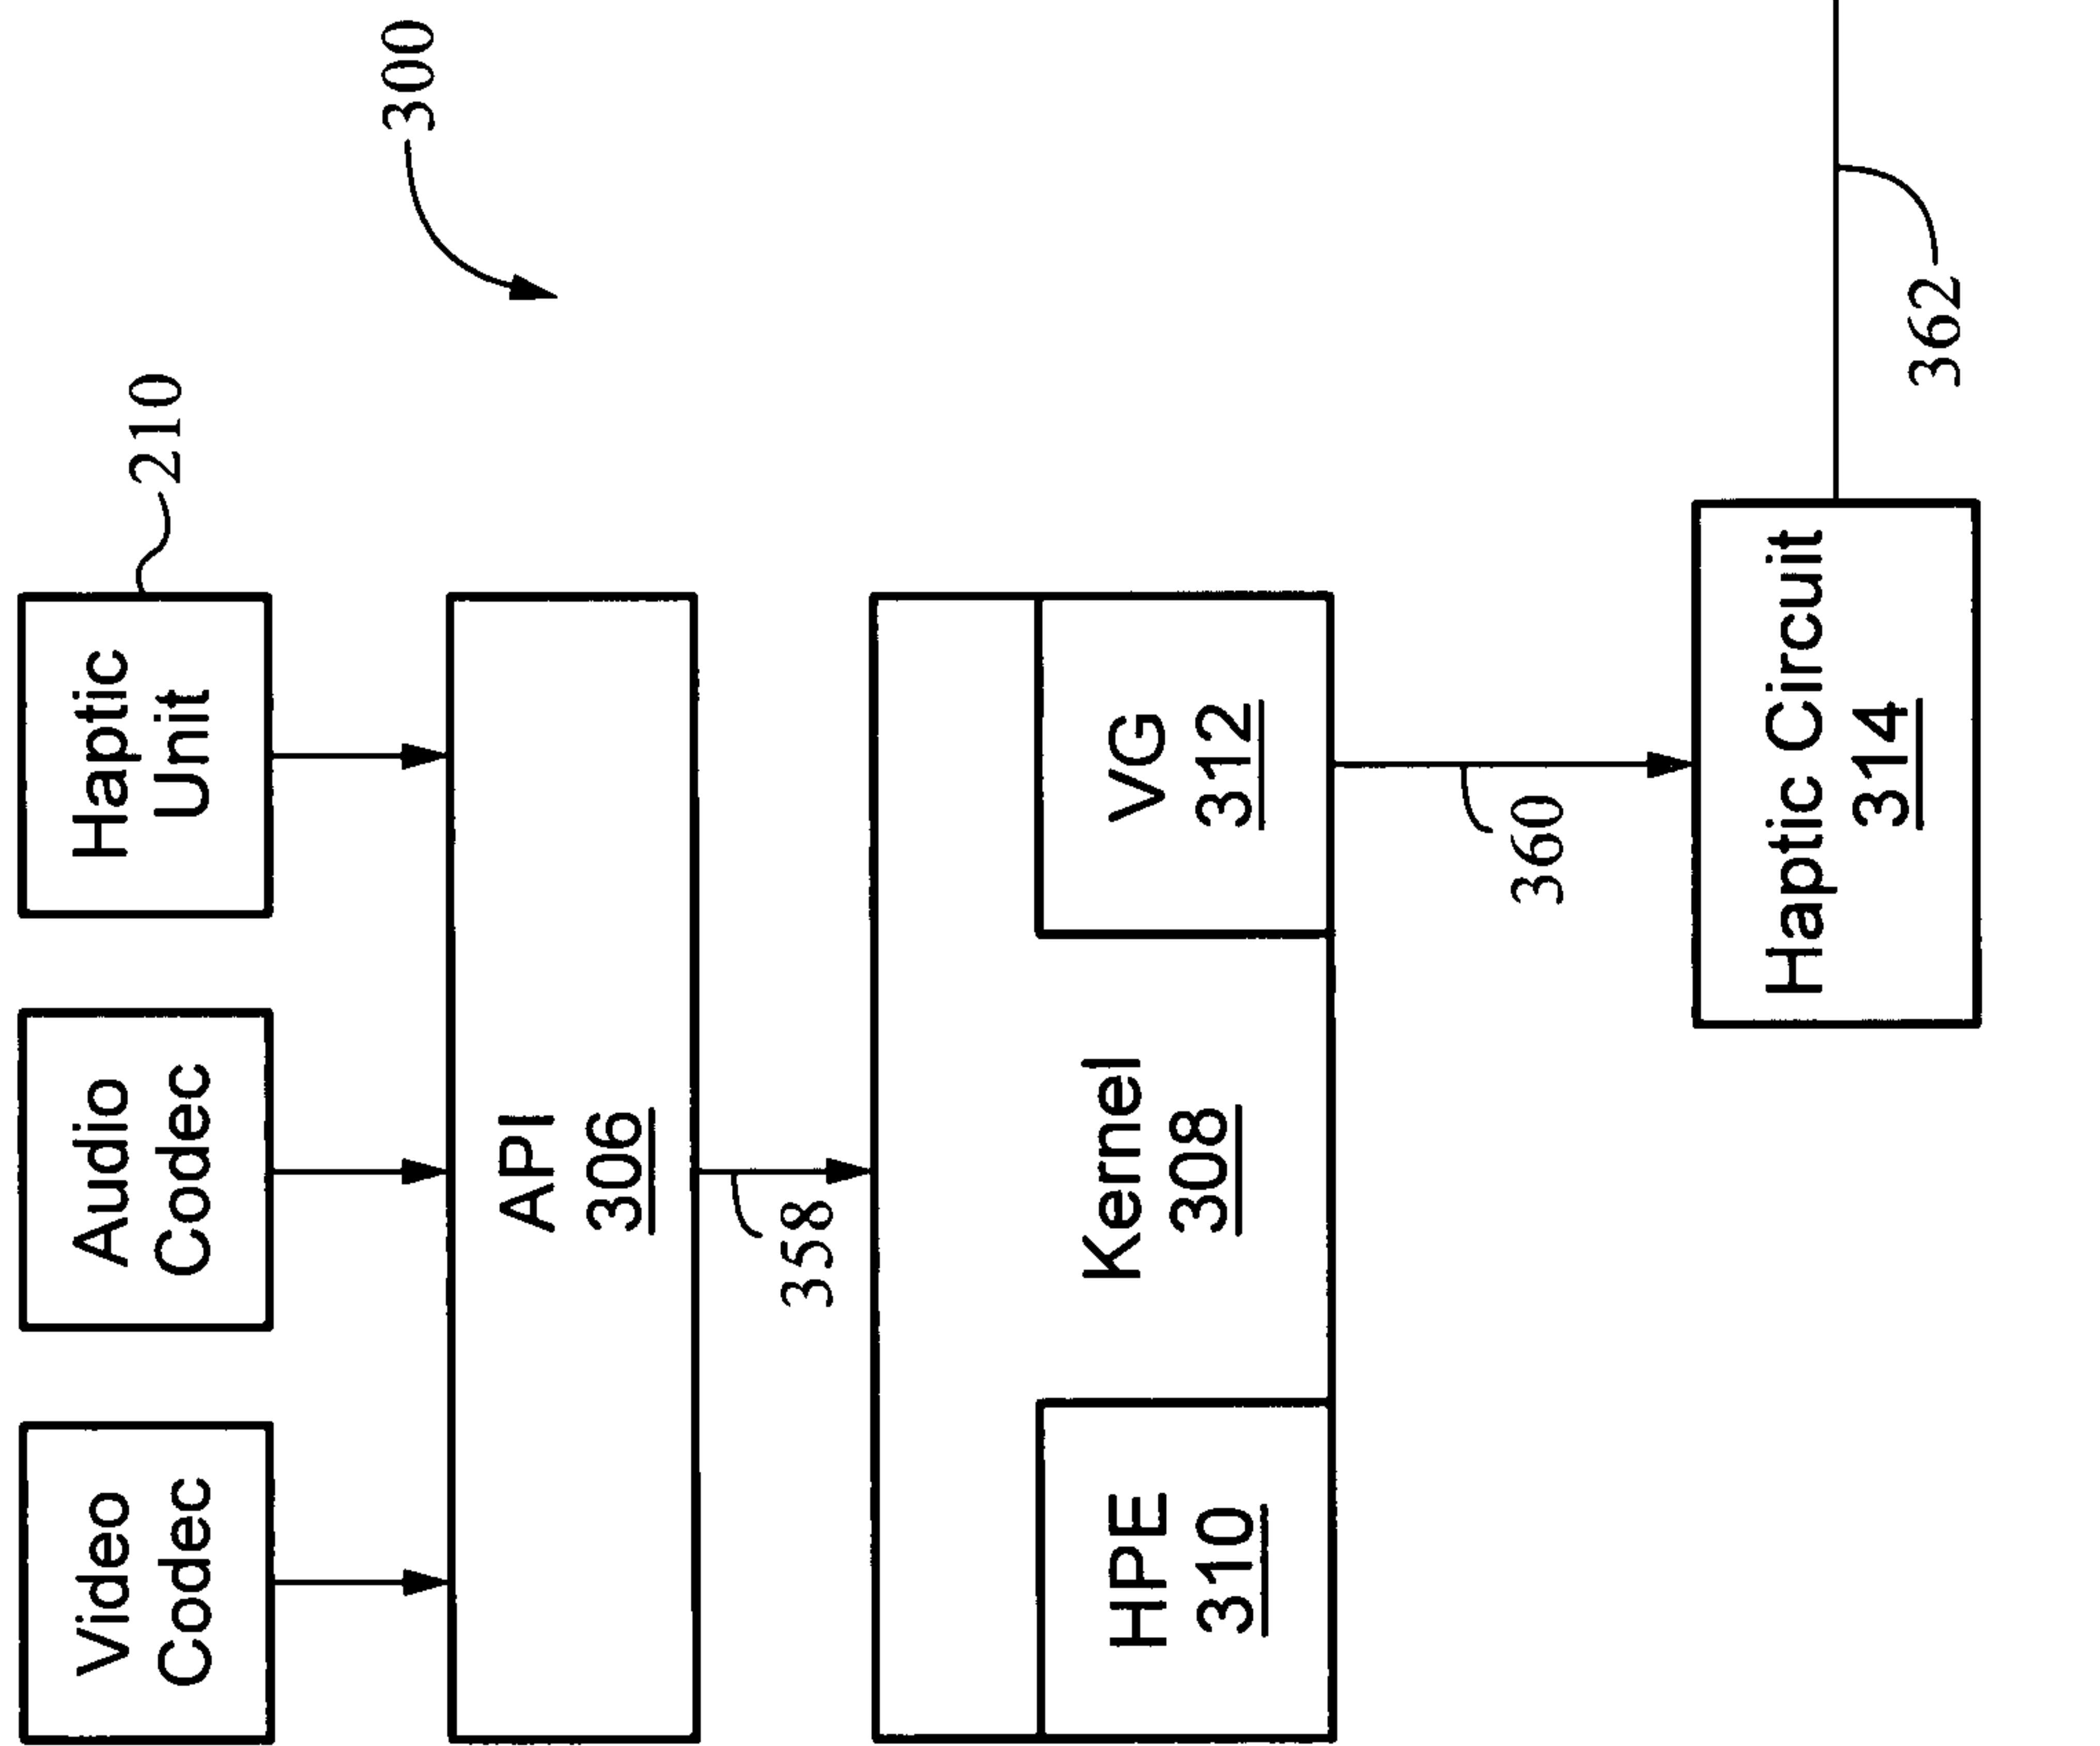 300
210
Video
Codec
Audio
Codec
Haptic
Unit
API
306
358
Kernel
308
HPE
310
VG
312
360
Haptic Circuit
314
362